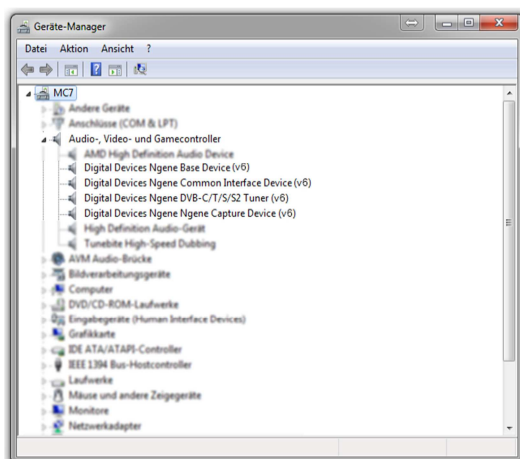 Geräte-Manager
Datei Aktion Ansicht ?
MC7
Andere Geräte
Anschlüsse (COM & LPT)
Audio-, Video- und Gamecontroller
AMD High Definition Audio Device
Digital Devices Ngene Base Device (v6)
Digital Devices Ngene Common Interface Device (v6)
Digital Devices Ngene DVB-C/T/S/S2 Tuner (v6)
Digital Devices Ngene Ngene Capture Device (v6)
High Definition Audio-Gerät
Tunebite High-Speed Dubbing
AVM Audio-Brücke
Bildverarbeitungsgeräte
Computer
DVD/CD-ROM-Laufwerke
Eingabegeräte (Human Interface Devices)
Grafikkarte
IDE ATA/ATAPI-Controller
IEEE 1394 Bus-Hostcontroller
Laufwerke
Mäuse und andere Zeigegeräte
Monitore
Netzwerkadapter